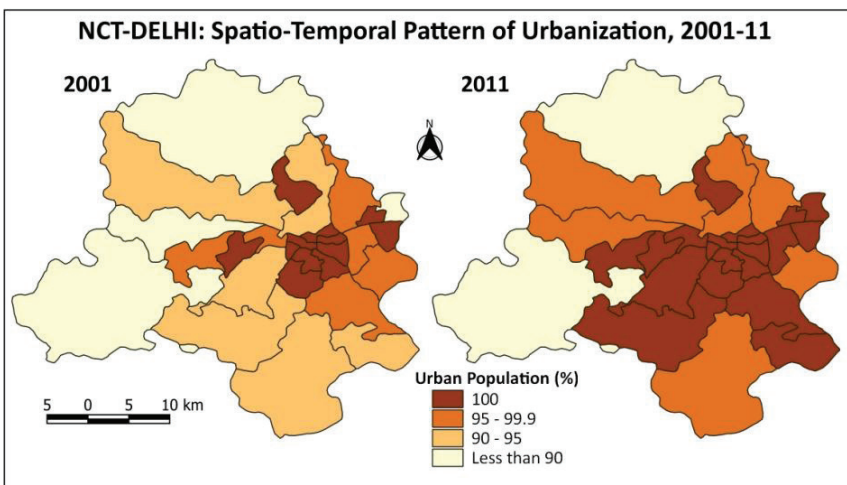 NCT-DELHI: Spatio-Temporal Pattern of Urbanization, 2001-11
2001
2011
N
Urban Population (%)
100
95 - 99.9
90 - 95
Less than 90
5 0 5 10 km